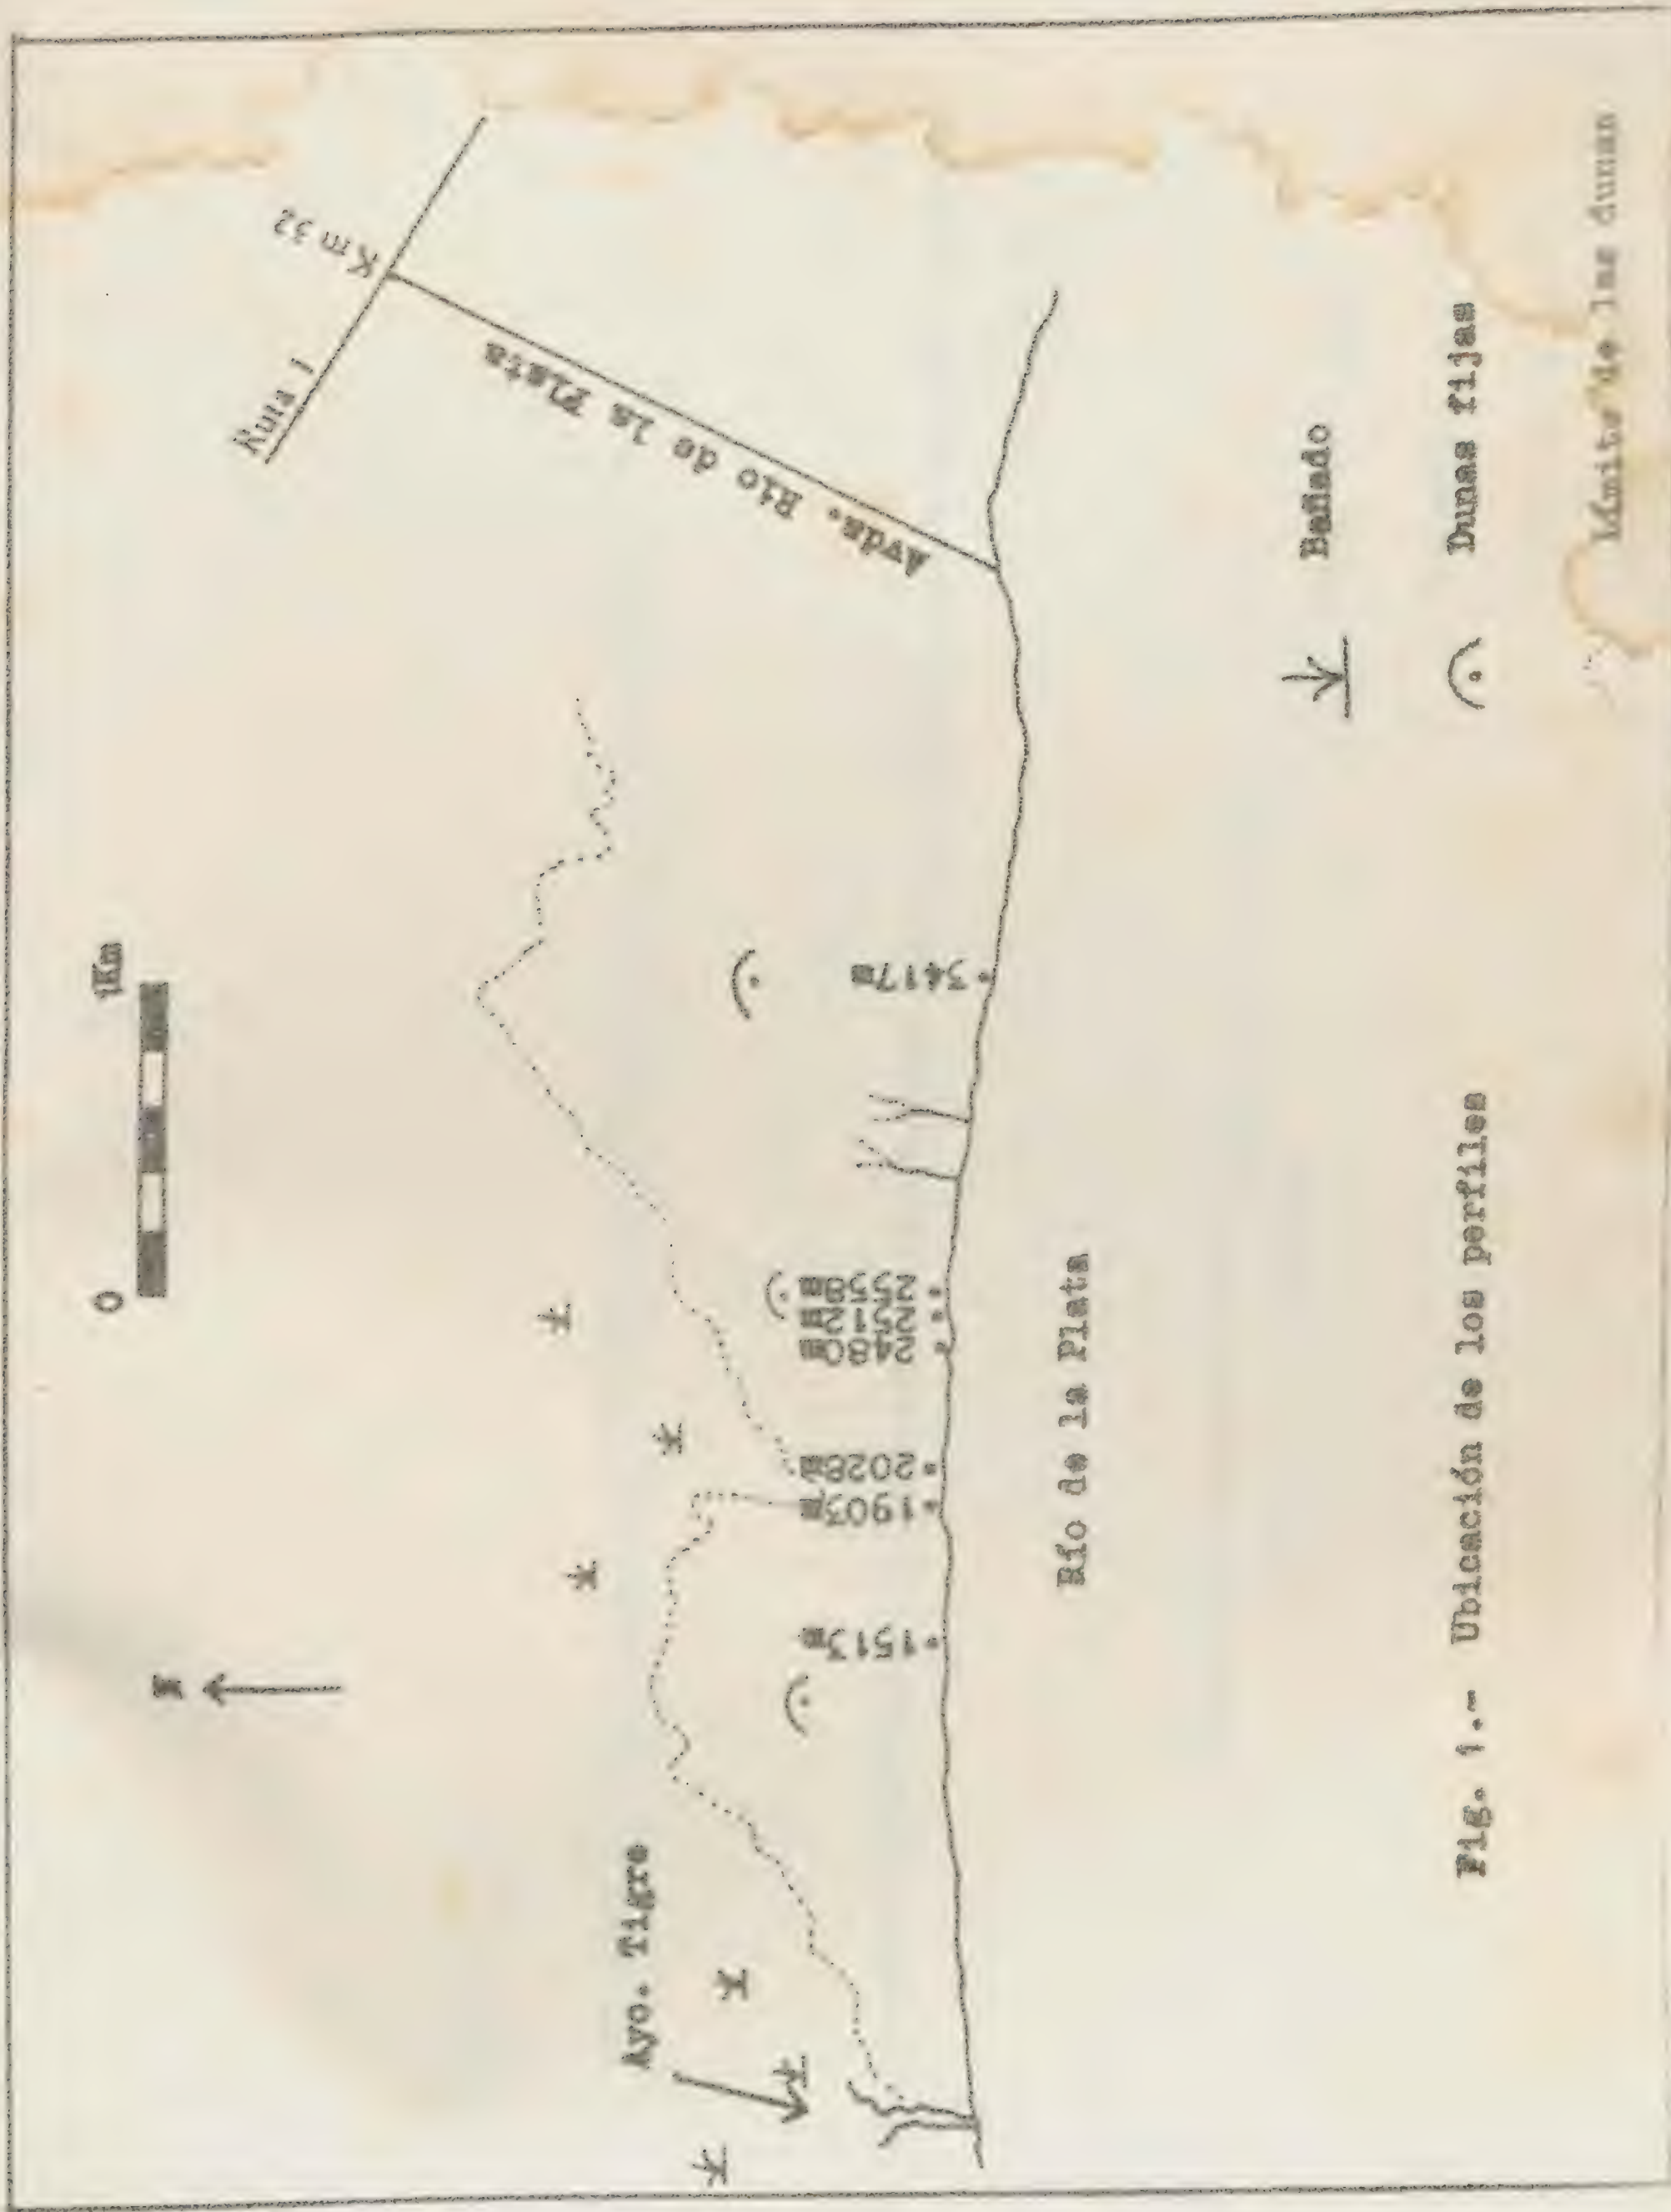 N
0 1Km
Ruta 1
Km 32
Avda. Río de la Plata
Ayo. Tigre
1513m
1903m
2028m
2480m
2512m
2558m
3417m
Río de la Plata
Bañado
Dunas fijas
Límite de las dunas
Fig. 1.- Ubicación de los perfiles